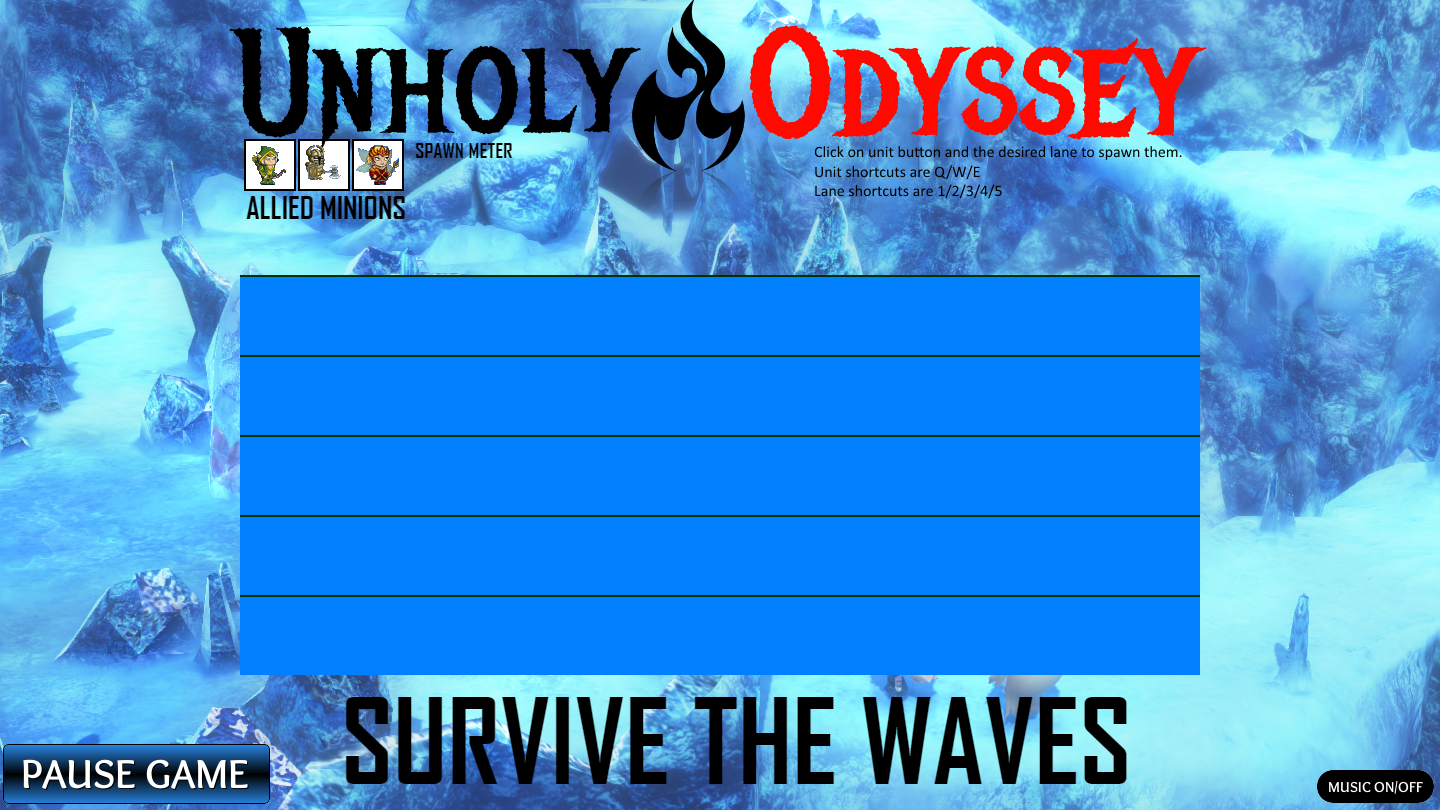 UNHOLY ODYSSEY
SPAWN METER
Click on unit button and the desired lane to spawn them.
Unit shortcuts are Q/W/E
Lane shortcuts are 1/2/3/4/5
ALLIED MINIONS
SURVIVE THE WAVES
PAUSE GAME
MUSIC ON/OFF